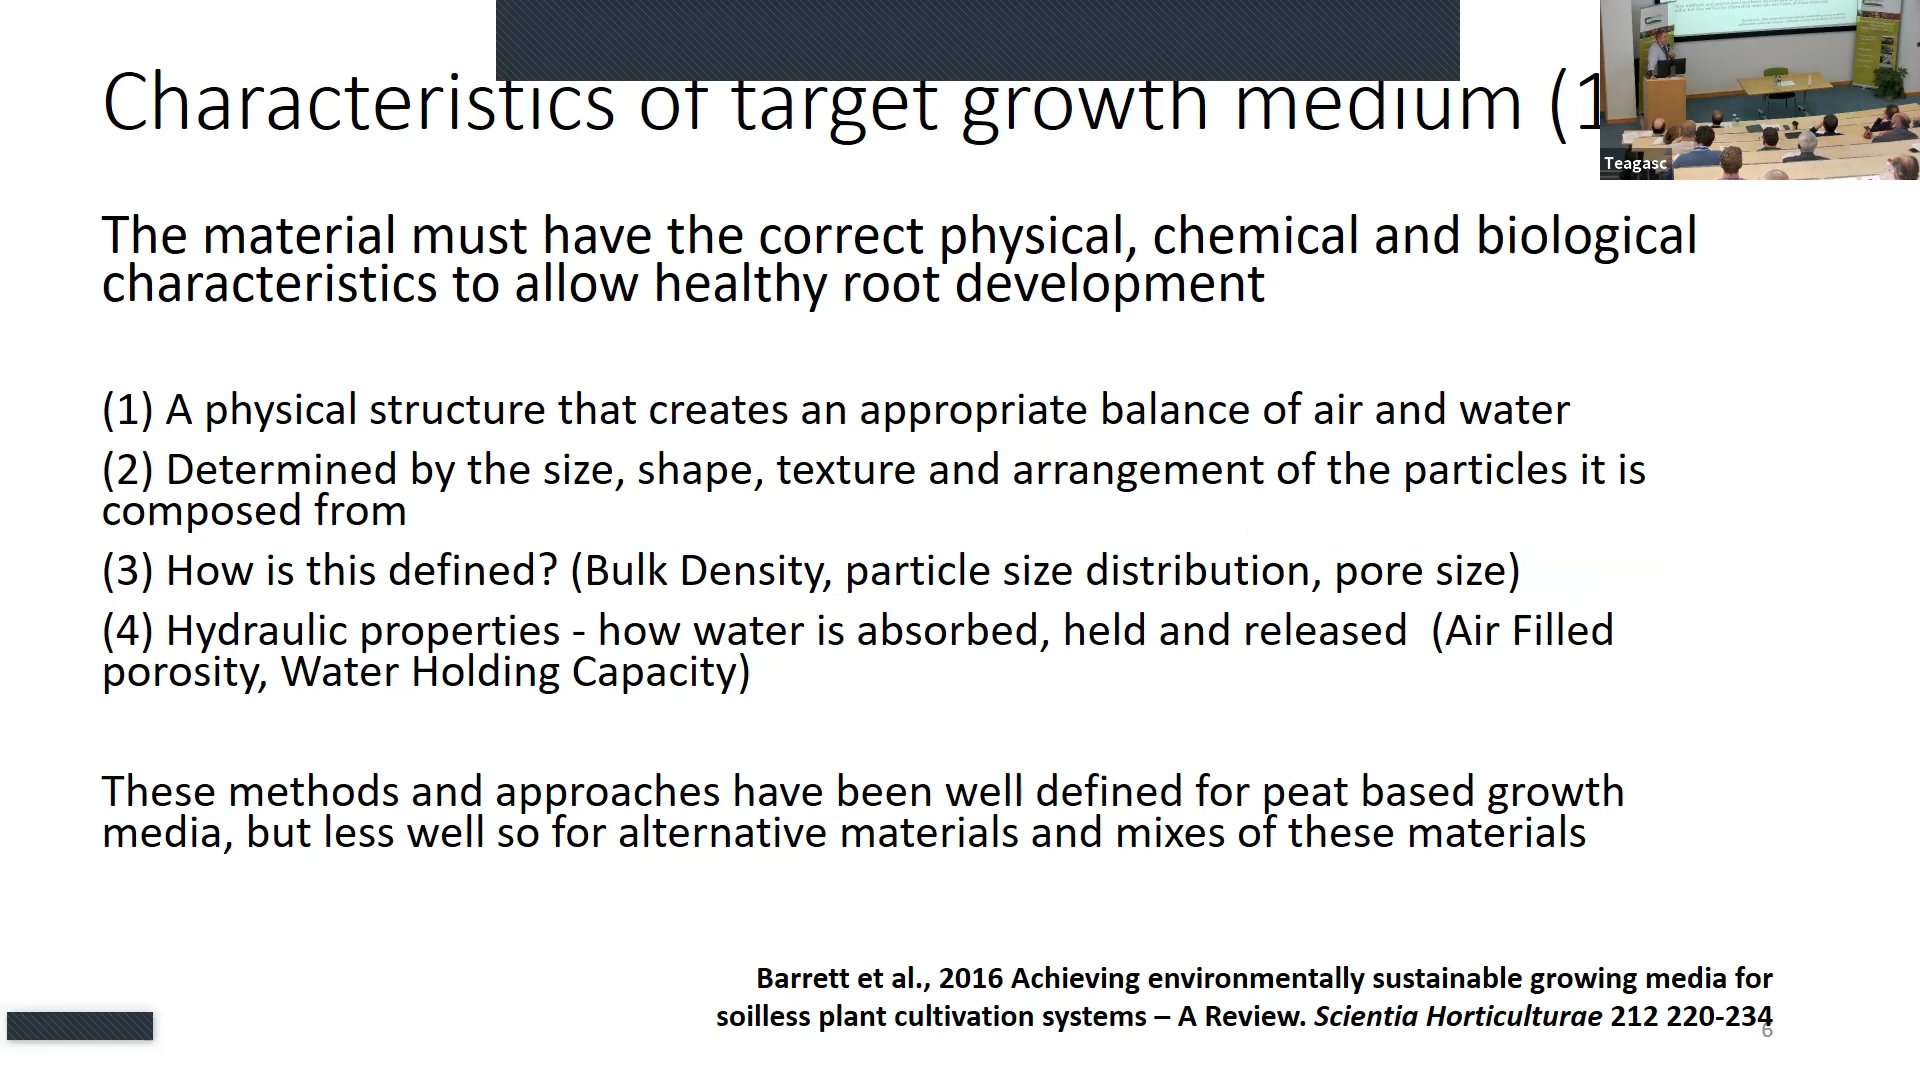 Characteristics of target growth medium (1
Teagasc
The material must have the correct physical, chemical and biological
characteristics to allow healthy root development
(1) A physical structure that creates an appropriate balance of air and water
(2) Determined by the size, shape, texture and arrangement of the particles it is
composed from
(3) How is this defined? (Bulk Density, particle size distribution, pore size)
(4) Hydraulic properties - how water is absorbed, held and released (Air Filled
porosity, Water Holding Capacity)
These methods and approaches have been well defined for peat based growth
media, but less well so for alternative materials and mixes of these materials
Barrett et al., 2016 Achieving environmentally sustainable growing media for
soilless plant cultivation systems – A Review. Scientia Horticulturae 212 220-234
6